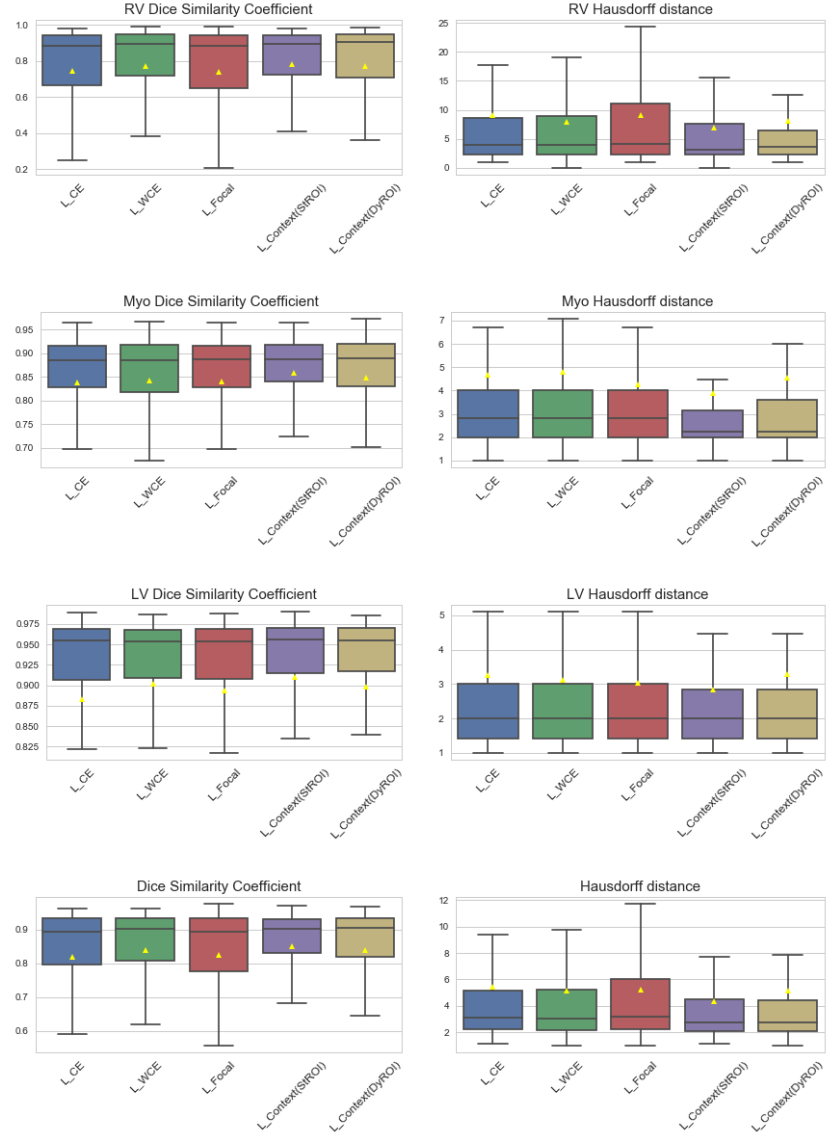 RV Dice Similarity Coefficient
1.0
0.8
0.6
0.4
0.2
L_CE
L_WCE
L_Focal
L_Context(StROI)
L_Context(DyROI)
RV Hausdorff distance
25
20
15
10
5
0
L_CE
L_WCE
L_Focal
L_Context(StROI)
L_Context(DyROI)
Myo Dice Similarity Coefficient
0.95
0.90
0.85
0.80
0.75
0.70
L_CE
L_WCE
L_Focal
L_Context(StROI)
L_Context(DyROI)
Myo Hausdorff distance
7
6
5
4
3
2
1
L_CE
L_WCE
L_Focal
L_Context(StROI)
L_Context(DyROI)
LV Dice Similarity Coefficient
0.975
0.950
0.925
0.900
0.875
0.850
0.825
L_CE
L_WCE
L_Focal
L_Context(StROI)
L_Context(DyROI)
LV Hausdorff distance
5
4
3
2
1
L_CE
L_WCE
L_Focal
L_Context(StROI)
L_Context(DyROI)
Dice Similarity Coefficient
0.9
0.8
0.7
0.6
L_CE
L_WCE
L_Focal
L_Context(StROI)
L_Context(DyROI)
Hausdorff distance
12
10
8
6
4
2
L_CE
L_WCE
L_Focal
L_Context(StROI)
L_Context(DyROI)